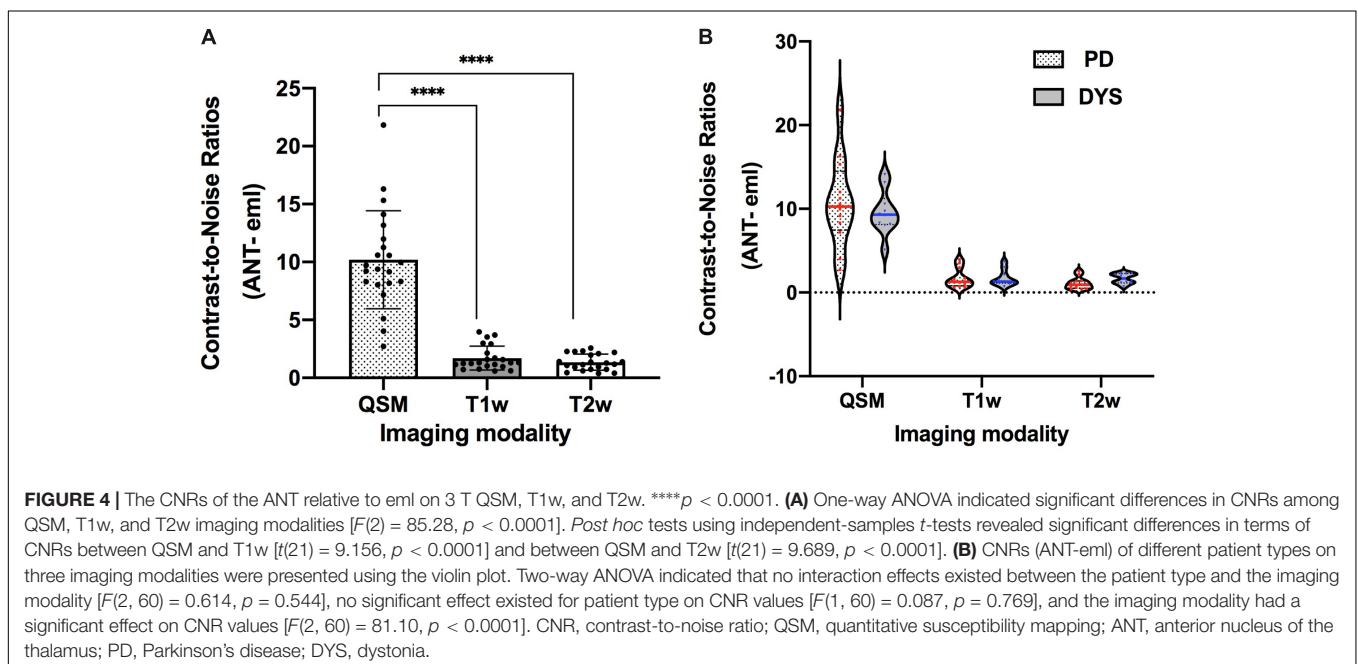 A
Contrast-to-Noise Ratios
(ANT- eml)
25
20
15
10
5
0
****
****
QSM
T1w
T2w
Imaging modality
B
Contrast-to-Noise Ratios
(ANT- eml)
30
20
10
0
-10
PD
DYS
QSM
T1w
T2w
Imaging modality
FIGURE 4 | The CNRs of the ANT relative to eml on 3 T QSM, T1w, and T2w. ****p < 0.0001. (A) One-way ANOVA indicated significant differences in CNRs among
QSM, T1w, and T2w imaging modalities [F(2) = 85.28, p < 0.0001]. Post hoc tests using independent-samples t-tests revealed significant differences in terms of
CNRs between QSM and T1w [t(21) = 9.156, p < 0.0001] and between QSM and T2w [t(21) = 9.689, p < 0.0001]. (B) CNRs (ANT-eml) of different patient types on
three imaging modalities were presented using the violin plot. Two-way ANOVA indicated that no interaction effects existed between the patient type and the imaging
modality [F(2, 60) = 0.614, p = 0.544], no significant effect existed for patient type on CNR values [F(1, 60) = 0.087, p = 0.769], and the imaging modality had a
significant effect on CNR values [F(2, 60) = 81.10, p < 0.0001]. CNR, contrast-to-noise ratio; QSM, quantitative susceptibility mapping; ANT, anterior nucleus of the
thalamus; PD, Parkinson's disease; DYS, dystonia.